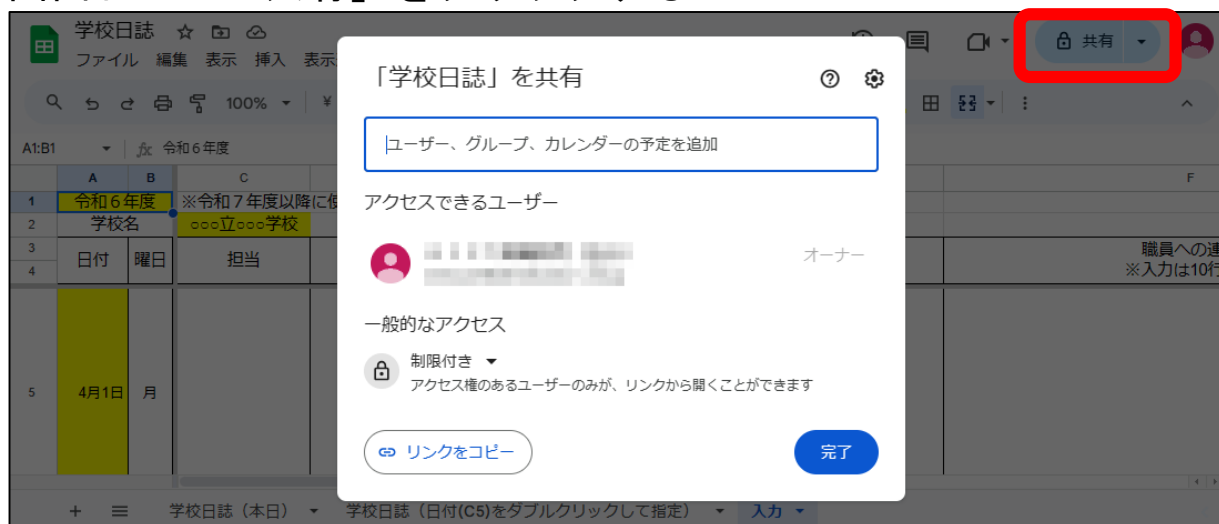 学校日誌
共有
ファイル 編集 表示 挿入 表示
100% ¥
A1:B1 fx 令和6年度
A B C F
1 令和6年度 ※令和7年度以降に使
2 学校名 ○○○立○○○学校
3 日付 曜日 担当 職員への連
4 ※入力は10行
5 4月1日 月
「学校日誌」を共有
ユーザー、グループ、カレンダーの予定を追加
アクセスできるユーザー
オーナー
一般的なアクセス
制限付き
アクセス権のあるユーザーのみが、リンクから開くことができます
リンクをコピー 完了
学校日誌（本日） 学校日誌（日付(C5)をダブルクリックして指定） 入力